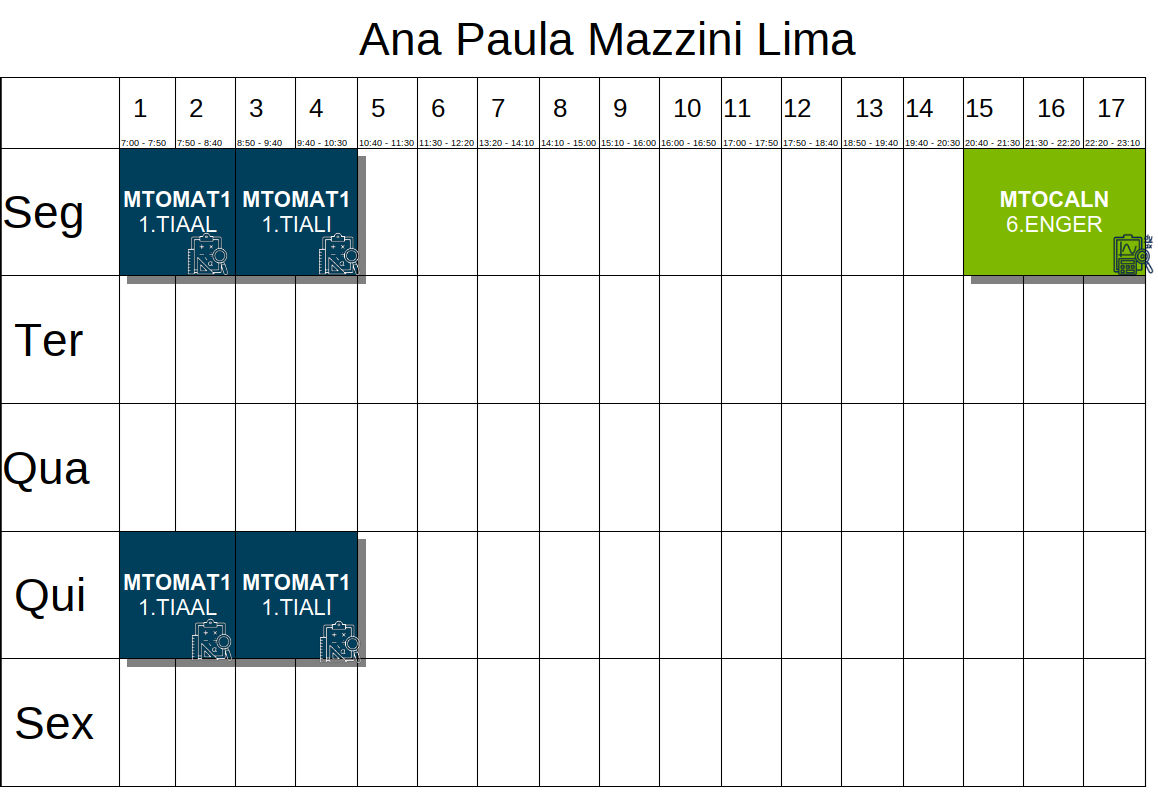 Ana Paula Mazzini Lima
1 2 3 4 5 6 7 8 9 10 11 12 13 14 15 16 17
7:00 - 7:50 7:50 - 8:40 8:50 - 9:40 9:40 - 10:30 10:40 - 11:30 11:30 - 12:20 13:20 - 14:10 14:10 - 15:00 15:10 - 16:00 16:00 - 16:50 17:00 - 17:50 17:50 - 18:40 18:50 - 19:40 19:40 - 20:30 20:40 - 21:30 21:30 - 22:20 22:20 - 23:10
Seg
MTOMAT1
1.TIAAL
MTOMAT1
1.TIALI
MTOCALN
6.ENGER
Ter
Qua
Qui
MTOMAT1
1.TIAAL
MTOMAT1
1.TIALI
Sex